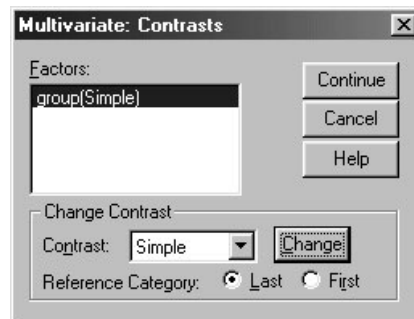 Multivariate: Contrasts
Factors:
group(Simple)
Continue
Cancel
Help
Change Contrast
Contrast: Simple Change
Reference Category: Last First